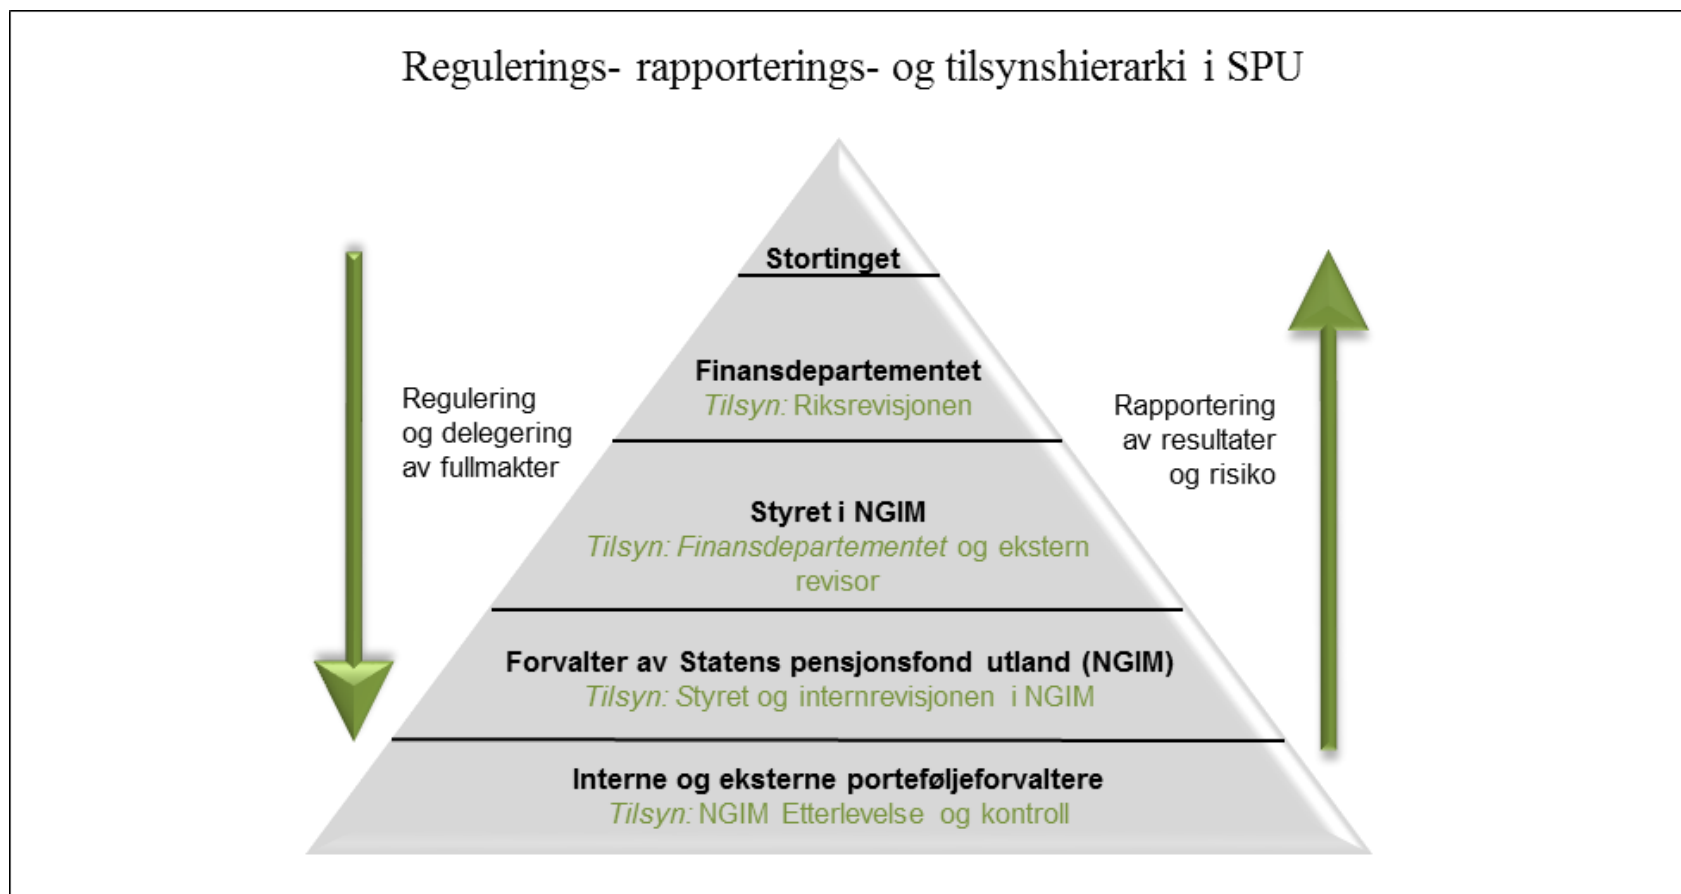 Regulerings- rapporterings- og tilsynshierarki i SPU
Stortinget
Finansdepartementet
Tilsyn: Riksrevisjonen
Regulering
og delegering
av fullmakter
Rapportering
av resultater
og risiko
Styret i NGIM
Tilsyn: Finansdepartementet og ekstern
revisor
Forvalter av Statens pensjonsfond utland (NGIM)
Tilsyn: Styret og internrevisjonen i NGIM
Interne og eksterne porteføljeforvaltere
Tilsyn: NGIM Etterlevelse og kontroll